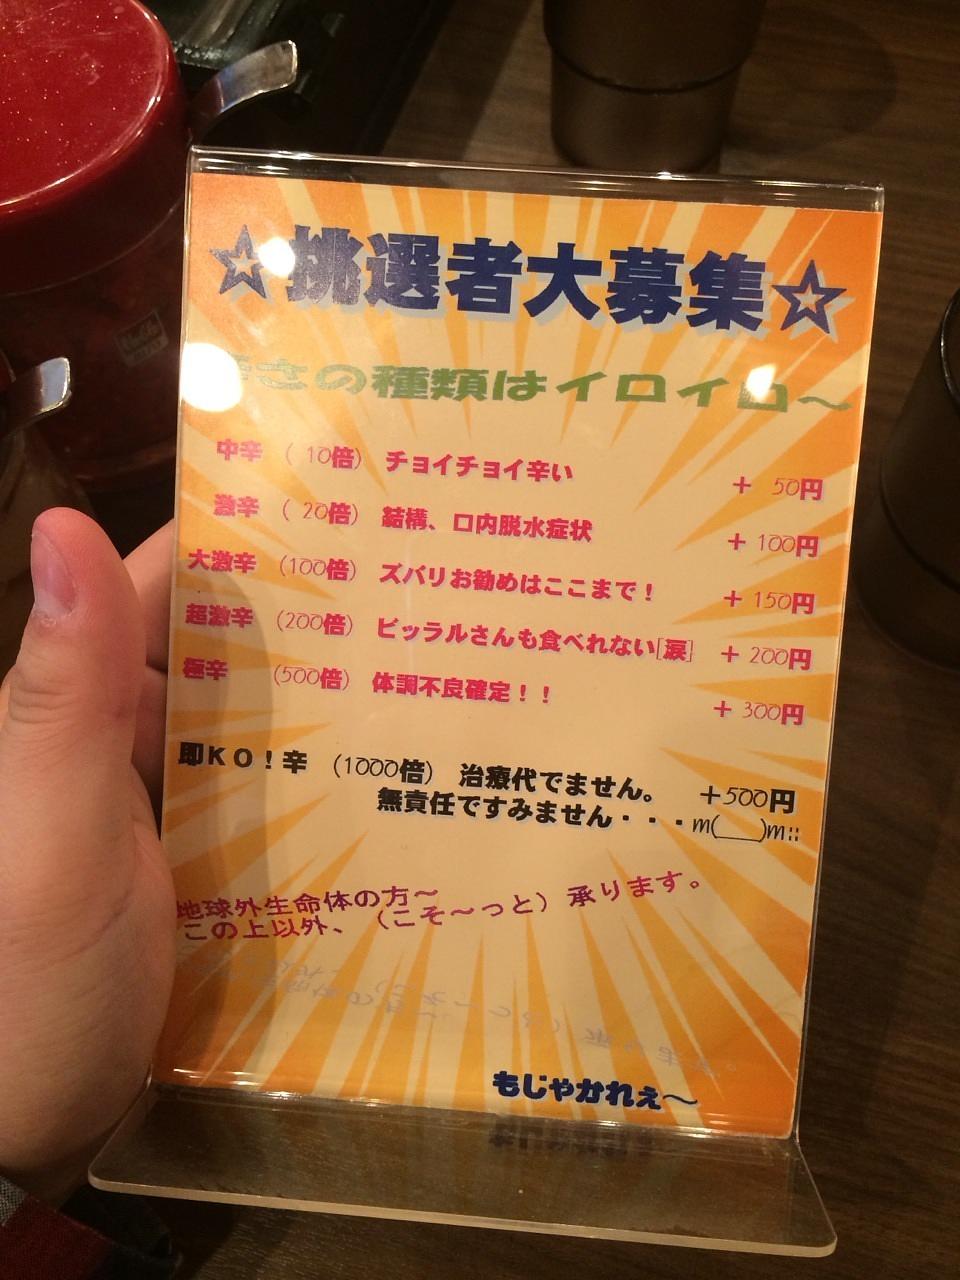 ☆挑選者大募集☆
さの種類はイロイロ～
中辛 (10倍) チョイチョイ辛い ＋ 50円
激辛 (20倍) 結構、口内脱水症状 ＋100円
大激辛 (100倍) ズバリお勧めはここまで！ ＋150円
超激辛 (200倍) ビッラルさんも食べれない[涙] ＋200円
極辛 (500倍) 体調不良確定！！ ＋300円
即ＫＯ！辛 (1000倍) 治療代でません。 ＋500円
無責任ですみません・・・m(__)m;;
地球外生命体の方～
この上以外、（こそ～っと）承ります。
もじゃかれぇ～